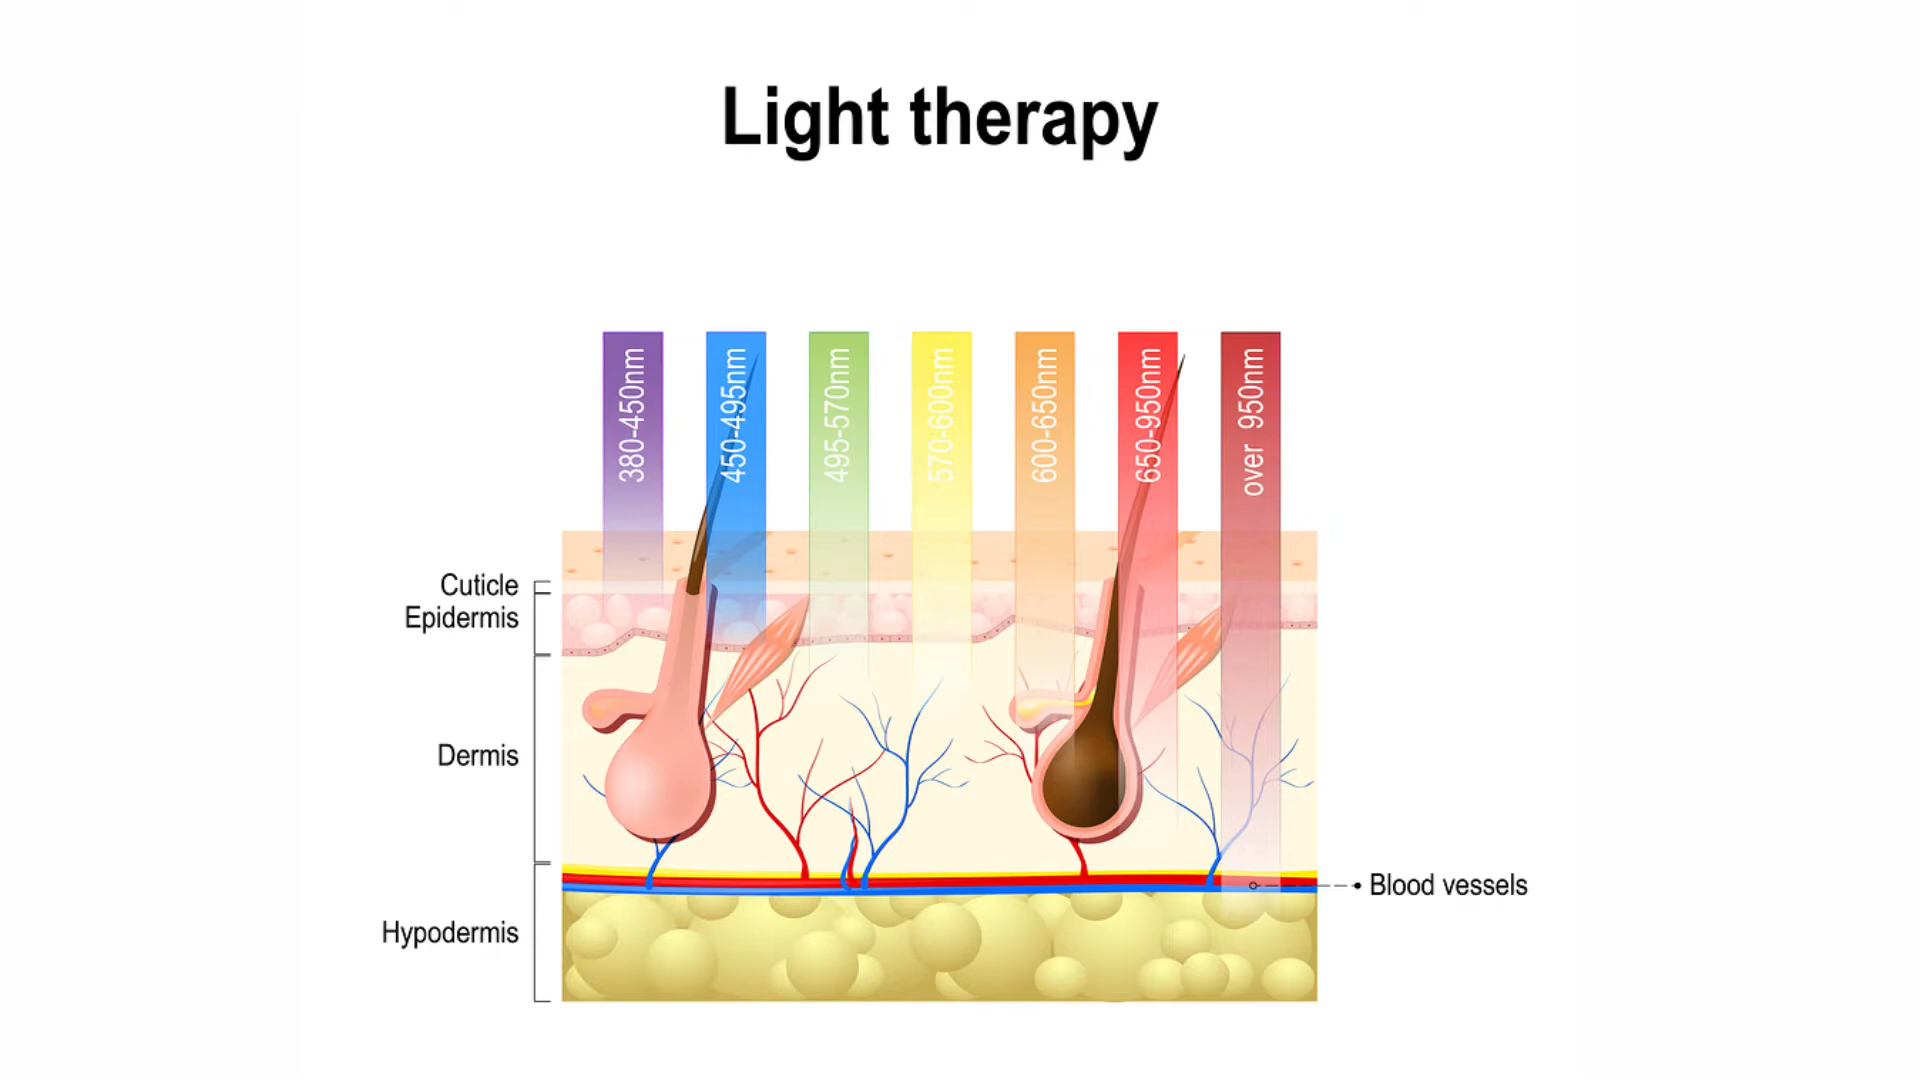 Light therapy
380-450nm
450-495nm
495-570nm
570-600nm
600-650nm
650-950nm
over 950nm
Cuticle
Epidermis
Dermis
Blood vessels
Hypodermis